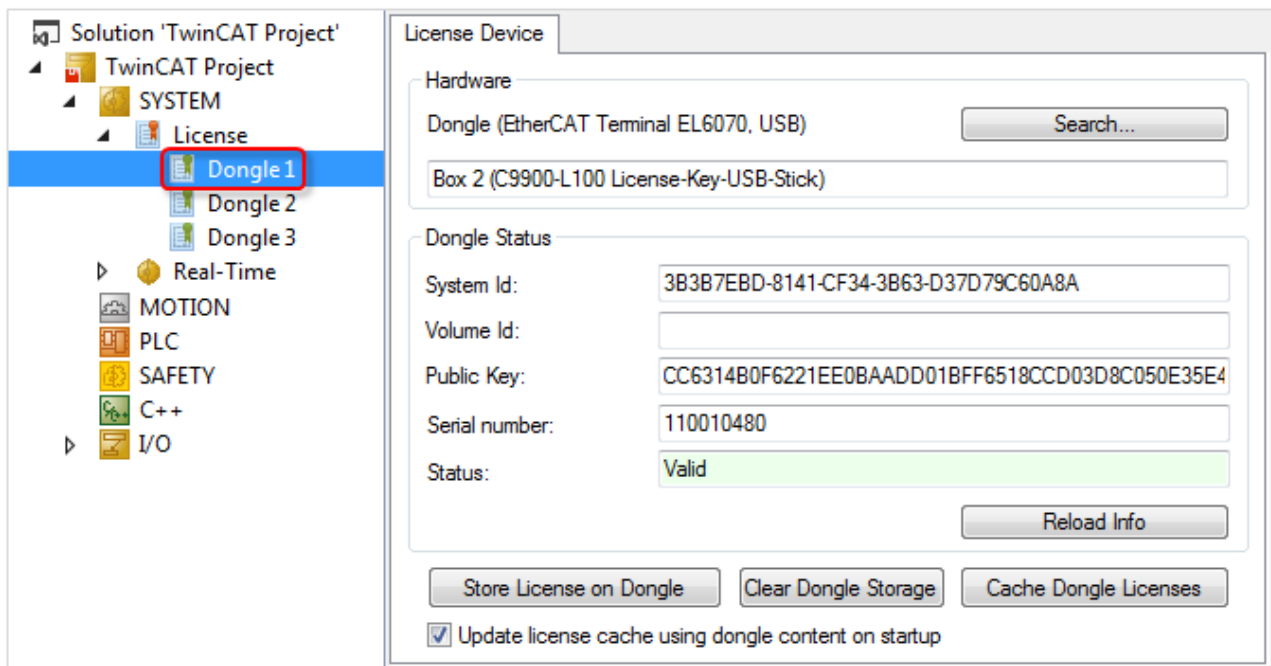 Solution 'TwinCAT Project'
TwinCAT Project
SYSTEM
License
Dongle 1
Dongle 2
Dongle 3
Real-Time
MOTION
PLC
SAFETY
C++
I/O
License Device
Hardware
Dongle (EtherCAT Terminal EL6070, USB)
Search...
Box 2 (C9900-L100 License-Key-USB-Stick)
Dongle Status
System Id: 3B3B7EBD-8141-CF34-3B63-D37D79C60A8A
Volume Id:
Public Key: CC6314B0F6221EE0BAADD01BFF6518CCD03D8C050E35E4
Serial number: 110010480
Status: Valid
Reload Info
Store License on Dongle
Clear Dongle Storage
Cache Dongle Licenses
Update license cache using dongle content on startup